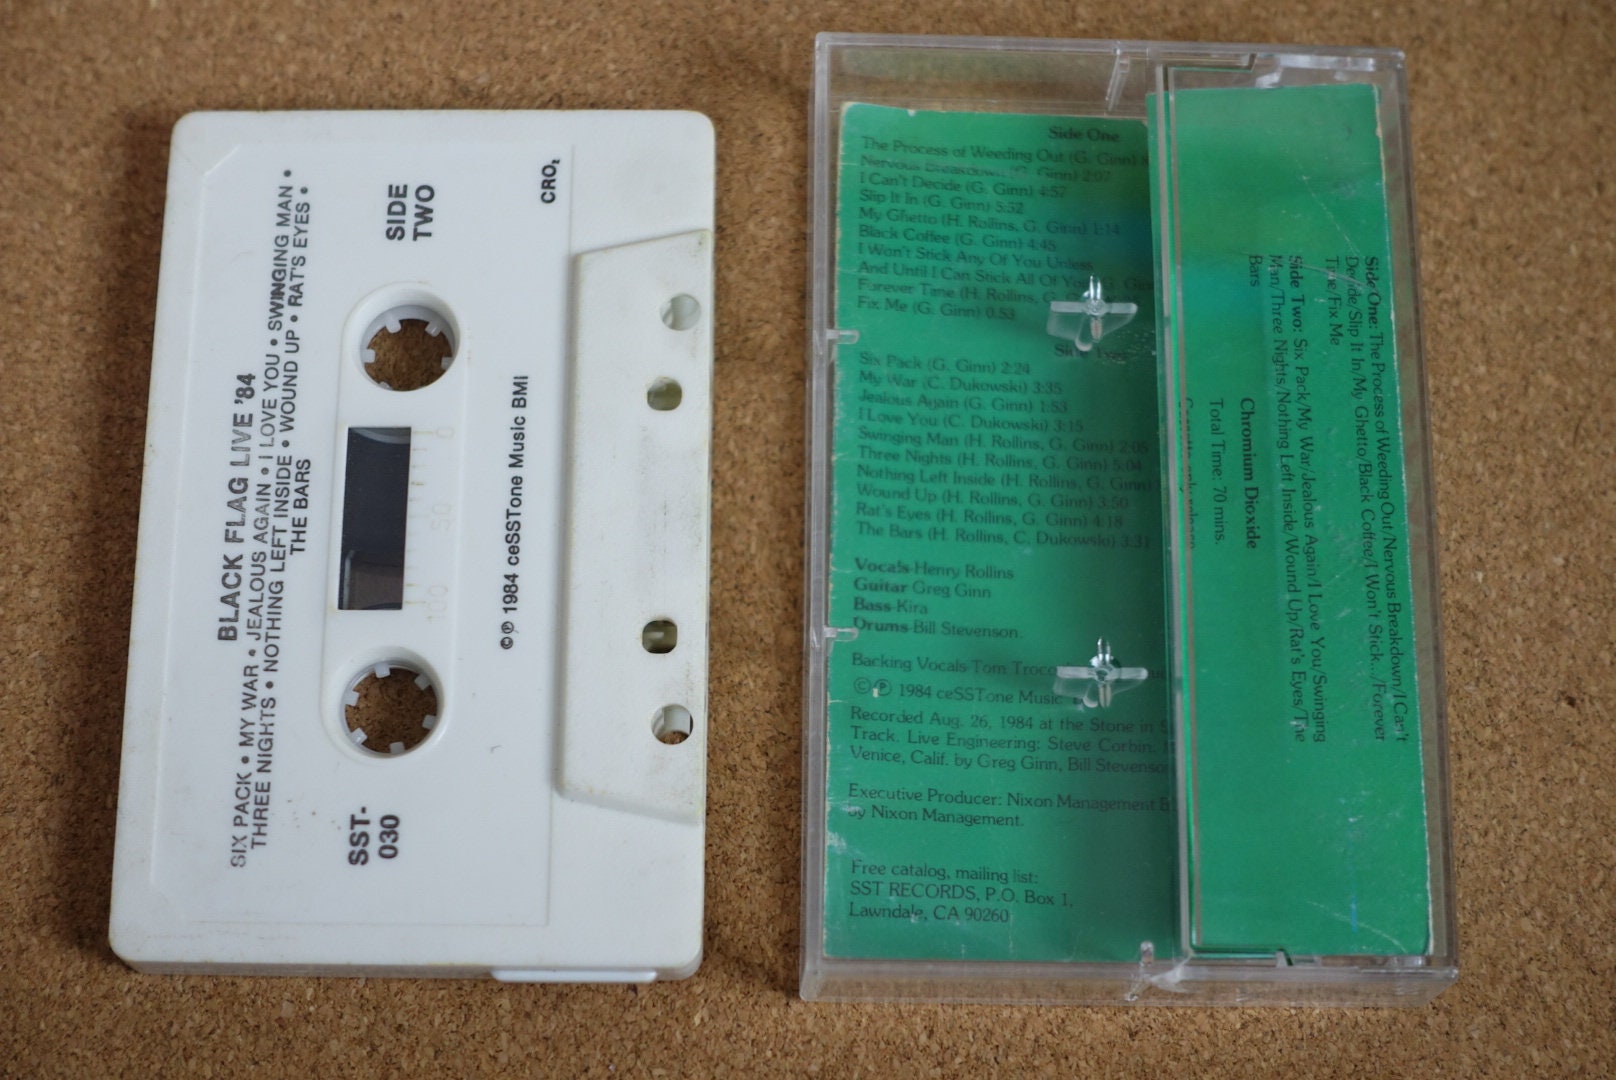 BLACK FLAG LIVE '84
SIX PACK • MY WAR • JEALOUS AGAIN • I LOVE YOU • SWINGING MAN •
THREE NIGHTS • NOTHING LEFT INSIDE • WOUND UP • RAT'S EYES •
THE BARS
SST-
030
SIDE
TWO
©℗ 1984 ceSSTone Music BMI
CRO₂
0
50
100
Side One
The Process of Weeding Out (G. Ginn)
Nervous Breakdown (G. Ginn) 2:07
I Can't Decide (G. Ginn) 4:57
Slip It In (G. Ginn) 5:52
My Ghetto (H. Rollins, G. Ginn) 1:14
Black Coffee (G. Ginn) 4:45
I Won't Stick Any Of You Unless
And Until I Can Stick All Of You (G. Ginn
Forever Time (H. Rollins, G.
Fix Me (G. Ginn) 0:53
Side Two
Six Pack (G. Ginn) 2:24
My War (C. Dukowski) 3:35
Jealous Again (G. Ginn) 1:53
I Love You (C. Dukowski) 3:15
Swinging Man (H. Rollins, G. Ginn) 2:05
Three Nights (H. Rollins, G. Ginn) 5:04
Nothing Left Inside (H. Rollins, G. Ginn)
Wound Up (H. Rollins, G. Ginn) 3:50
Rat's Eyes (H. Rollins, G. Ginn) 4:18
The Bars (H. Rollins, C. Dukowski) 3:31
Vocals-Henry Rollins
Guitar Greg Ginn
Bass-Kira
Drums-Bill Stevenson.
Backing Vocals-Tom
©℗ 1984 ceSSTone Music
Recorded Aug. 26, 1984 at the Stone in S
Track. Live Engineering: Steve Corbin.
Venice, Calif. by Greg Ginn, Bill Stevenso
Executive Producer: Nixon Management &
by Nixon Management.
Free catalog, mailing list:
SST RECORDS, P.O. Box 1,
Lawndale, CA 90260
Side One: The Process of Weeding Out/Nervous Breakdown/I Can't
Decide/Slip It In/My Ghetto/Black Coffee/I Won't Stick.../Forever
Time/Fix Me
Side Two: Six Pack/My War/Jealous Again/I Love You/Swinging
Man/Three Nights/Nothing Left Inside/Wound Up/Rat's Eyes/The
Bars
Chromium Dioxide
Total Time: 70 mins.